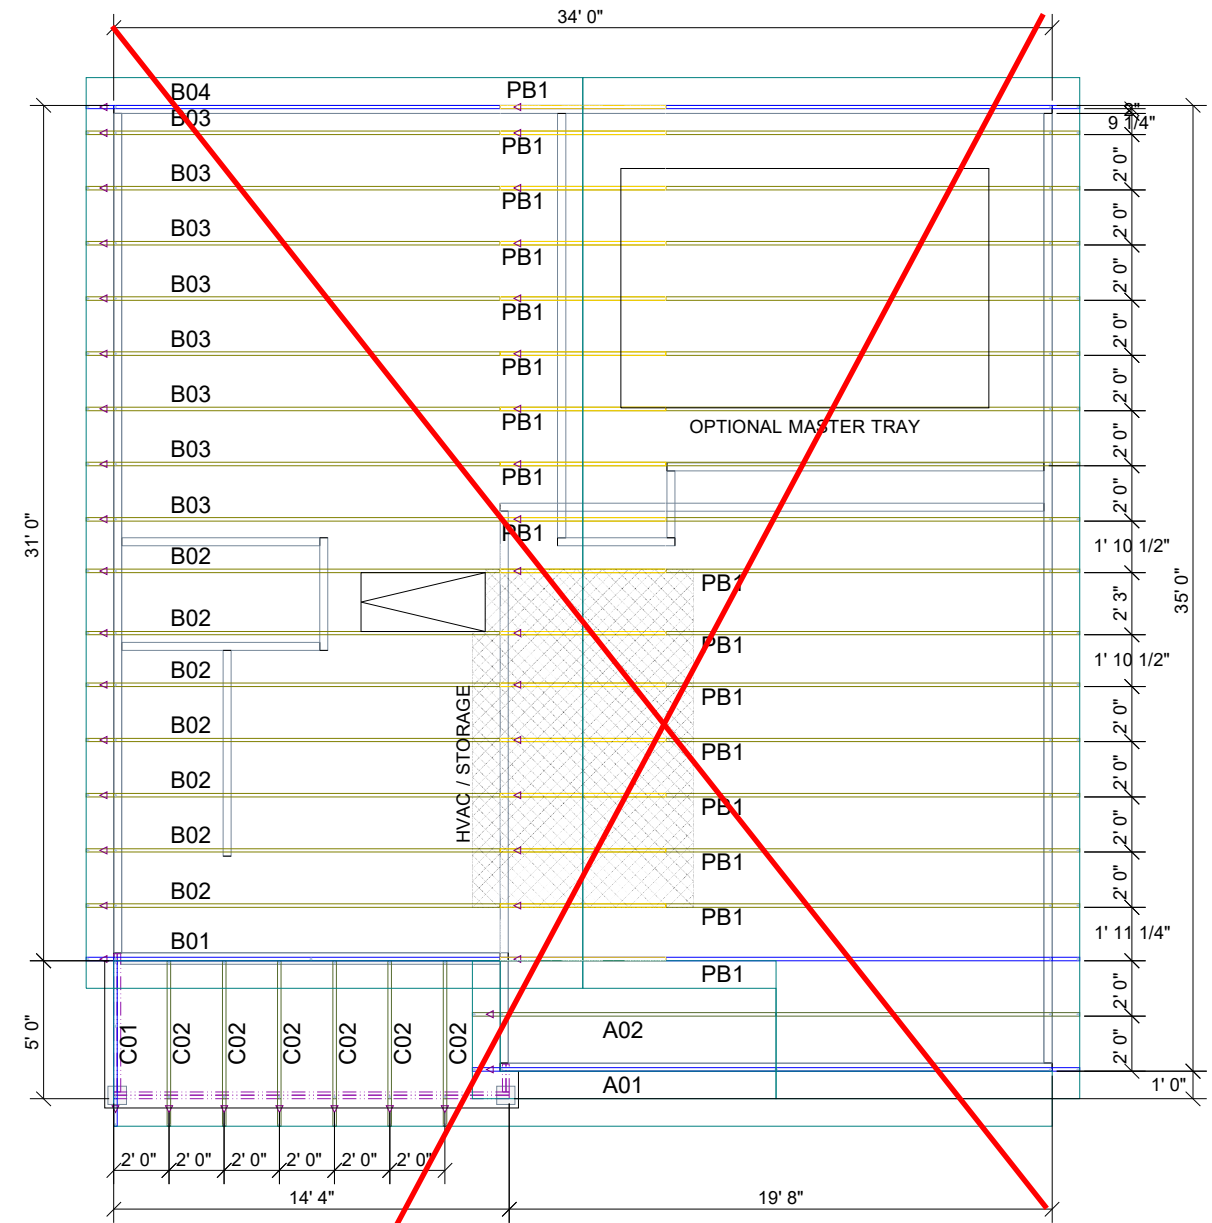 34' 0"
B04 PB1
2"
9 1/4"
B03
PB1
2' 0"
B03
PB1
2' 0"
B03
PB1
2' 0"
B03
PB1
2' 0"
B03
PB1
2' 0"
B03
PB1
OPTIONAL MASTER TRAY
2' 0"
B03
PB1
2' 0"
B03
PB1
31' 0"
1' 10 1/2"
B02
PB1
35' 0"
2' 3"
B02
PB1
1' 10 1/2"
B02
PB1
HVAC / STORAGE
2' 0"
B02
PB1
2' 0"
B02
PB1
2' 0"
B02
PB1
2' 0"
B02
PB1
1' 11 1/4"
B01
PB1
2' 0"
5' 0"
C01 C02 C02 C02 C02 C02 C02
A02
2' 0"
A01
1' 0"
2' 0" 2' 0" 2' 0" 2' 0" 2' 0" 2' 0"
14' 4" 19' 8"